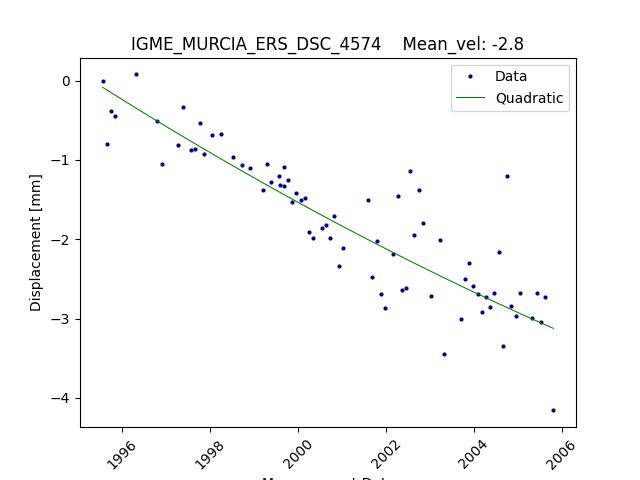 IGME_MURCIA_ERS_DSC_4574    Mean_vel: -2.8
Data
Quadratic
Displacement [mm]
0
−1
−2
−3
−4
1996
1998
2000
2002
2004
2006